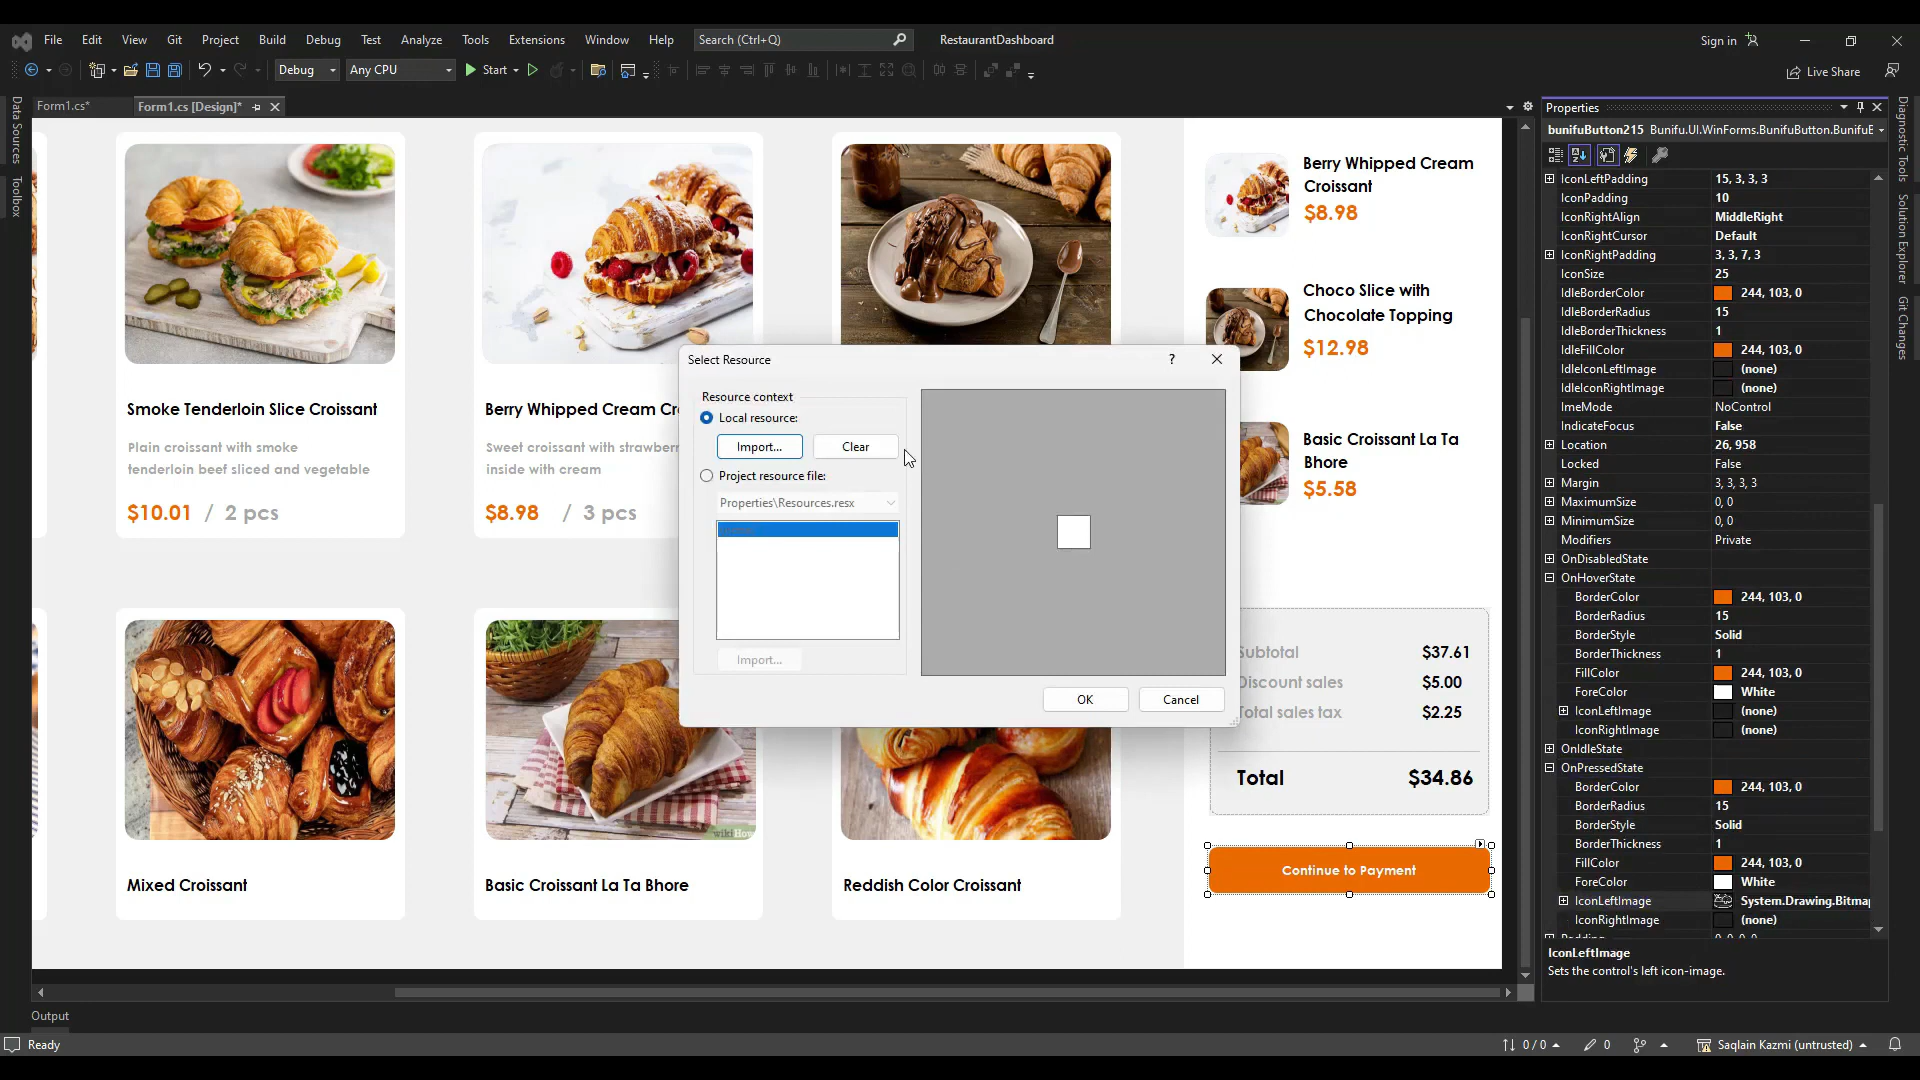 File Edit View Git Project Build Debug Test Analyze Tools Extensions Window Help Search (Ctrl+Q) RestaurantDashboard Sign in
Debug Any CPU Start Live Share
Form1.cs* Form1.cs [Design]*
Data Sources
Toolbox
Smoke Tenderloin Slice Croissant
Plain croissant with smoke
tenderloin beef sliced and vegetable
$10.01 / 2 pcs
Berry Whipped Cream Cr
Sweet croissant with strawberr
inside with cream
$8.98 / 3 pcs
Mixed Croissant
Basic Croissant La Ta Bhore
Reddish Color Croissant
Select Resource ?
Resource context
Local resource:
Import... Clear
Project resource file:
Properties\Resources.resx
Import...
OK Cancel
Berry Whipped Cream
Croissant
$8.98
Choco Slice with
Chocolate Topping
$12.98
Basic Croissant La Ta
Bhore
$5.58
Subtotal $37.61
Discount sales $5.00
Total sales tax $2.25
Total $34.86
Continue to Payment
Properties
bunifuButton215 Bunifu.UI.WinForms.BunifuButton.BunifuB
IconLeftPadding 15, 3, 3, 3
IconPadding 10
IconRightAlign MiddleRight
IconRightCursor Default
IconRightPadding 3, 3, 7, 3
IconSize 25
IdleBorderColor 244, 103, 0
IdleBorderRadius 15
IdleBorderThickness 1
IdleFillColor 244, 103, 0
IdleIconLeftImage (none)
IdleIconRightImage (none)
ImeMode NoControl
IndicateFocus False
Location 26, 958
Locked False
Margin 3, 3, 3, 3
MaximumSize 0, 0
MinimumSize 0, 0
Modifiers Private
OnDisabledState
OnHoverState
BorderColor 244, 103, 0
BorderRadius 15
BorderStyle Solid
BorderThickness 1
FillColor 244, 103, 0
ForeColor White
IconLeftImage (none)
IconRightImage (none)
OnIdleState
OnPressedState
BorderColor 244, 103, 0
BorderRadius 15
BorderStyle Solid
BorderThickness 1
FillColor 244, 103, 0
ForeColor White
IconLeftImage System.Drawing.Bitmap
IconRightImage (none)
IconLeftImage
Sets the control's left icon-image.
Diagnostic Tools
Solution Explorer
Git Changes
Output
Ready 0 / 0 0 Saqlain Kazmi (untrusted)